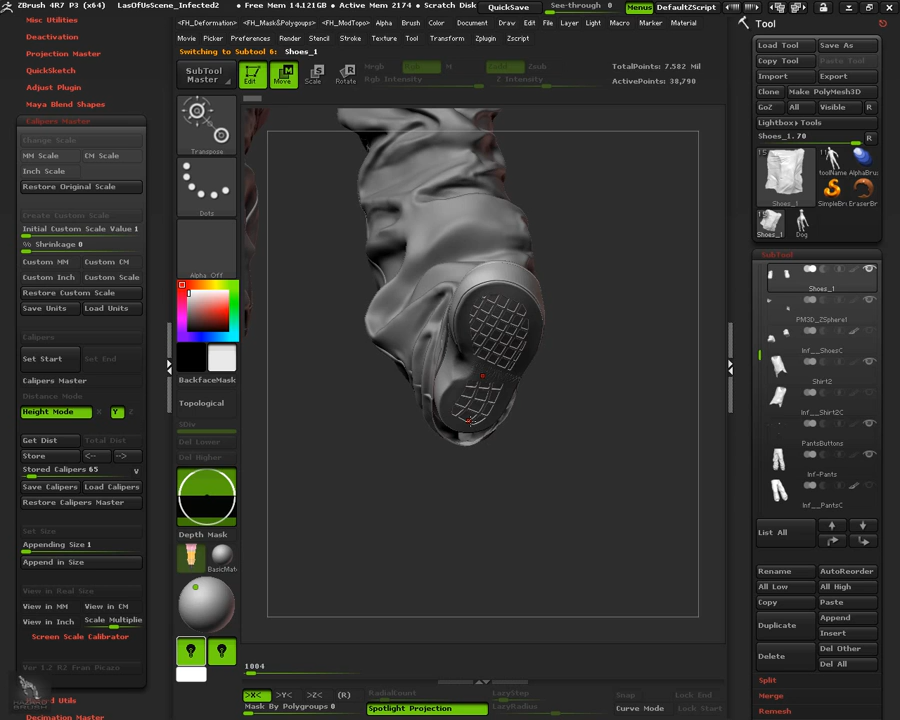 ZBrush 4R7 P3 (x64)
LasOfUsScene_Infected2
• Free Mem 14.121GB • Active Mem 2174 • Scratch Disk
QuickSave
See-through 0
Menus
DefaultZScript
<FH_Deformation>
<FH_Mask&Polygoups>
<FH_ModTopo>
Alpha
Brush
Color
Document
Draw
Edit
File
Layer
Light
Macro
Marker
Material
Movie
Picker
Preferences
Render
Stencil
Stroke
Texture
Tool
Transform
Zplugin
Zscript
Switching to Subtool 6: Shoes_1
SubTool
Master
Edit
Move
Scale
Rotate
Mrgb
Rgb
M
Rgb Intensity
Zadd
Zsub
Z Intensity
TotalPoints: 7.582 Mil
ActivePoints: 38,790
Misc Utilities
Deactivation
Projection Master
QuickSketch
Adjust Plugin
Maya Blend Shapes
Calipers Master
Change Scale
MM Scale
CM Scale
Inch Scale
Restore Original Scale
Create Custom Scale
Initial Custom Scale Value 1
% Shrinkage 0
Custom MM
Custom CM
Custom Inch
Custom Scale
Restore Custom Scale
Save Units
Load Units
Calipers
Set Start
Set End
Calipers Master
Distance Mode
Height Mode
X
Y
Z
Get Dist
Total Dist
Store
<--
-->
Stored Calipers 65
v
Save Calipers
Load Calipers
Restore Calipers Master
Set Size
Appending Size 1
Append in Size
View in Real Size
View in MM
View in CM
View in Inch
Scale Multiplie
Screen Scale Calibrator
Ver 1.2 R2 Fran Picazo
d Utils
Decimation Master
Transpose
Dots
Alpha Off
BackfaceMask
Topological
SDiv
Del Lower
Del Higher
Depth Mask
BasicMat
1004
>X<
>Y<
>Z<
(R)
RadialCount
Mask By Polygroups 0
Spotlight Projection
LazyStep
LazyRadius
Snap
Curve Mode
Lock End
Lock Start
Tool
Load Tool
Save As
Copy Tool
Paste Tool
Import
Export
Clone
Make PolyMesh3D
GoZ
All
Visible
R
Lightbox▸Tools
Shoes_1.70
R
Shoes_1
toolName
AlphaBrus
SimpleBr
EraserBr
Shoes_1
Dog
SubTool
Shoes_1
PM3D_ZSphere1
Inf__ShoesC
Shirt2
Inf__Shirt2C
PantsButtons
Inf-Pants
Inf__PantsC
List All
Rename
AutoReorder
All Low
All High
Copy
Paste
Duplicate
Append
Insert
Delete
Del Other
Del All
Split
Merge
Remesh